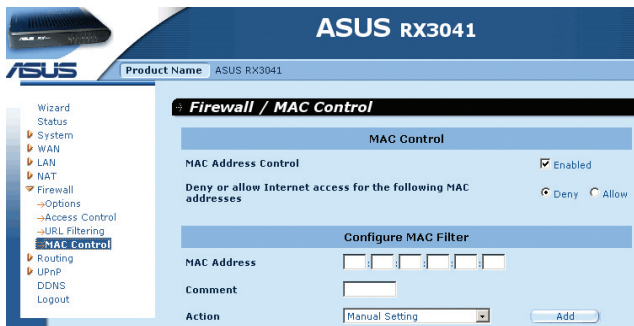 ASUS RX3041
ASUS
Product Name ASUS RX3041
Wizard
Status
System
WAN
LAN
NAT
Firewall
→Options
→Access Control
→URL Filtering
→MAC Control
Routing
UPnP
DDNS
Logout
Firewall / MAC Control
MAC Control
MAC Address Control Enabled
Deny or allow Internet access for the following MAC
addresses Deny Allow
Configure MAC Filter
MAC Address : : : : :
Comment
Action Manual Setting Add